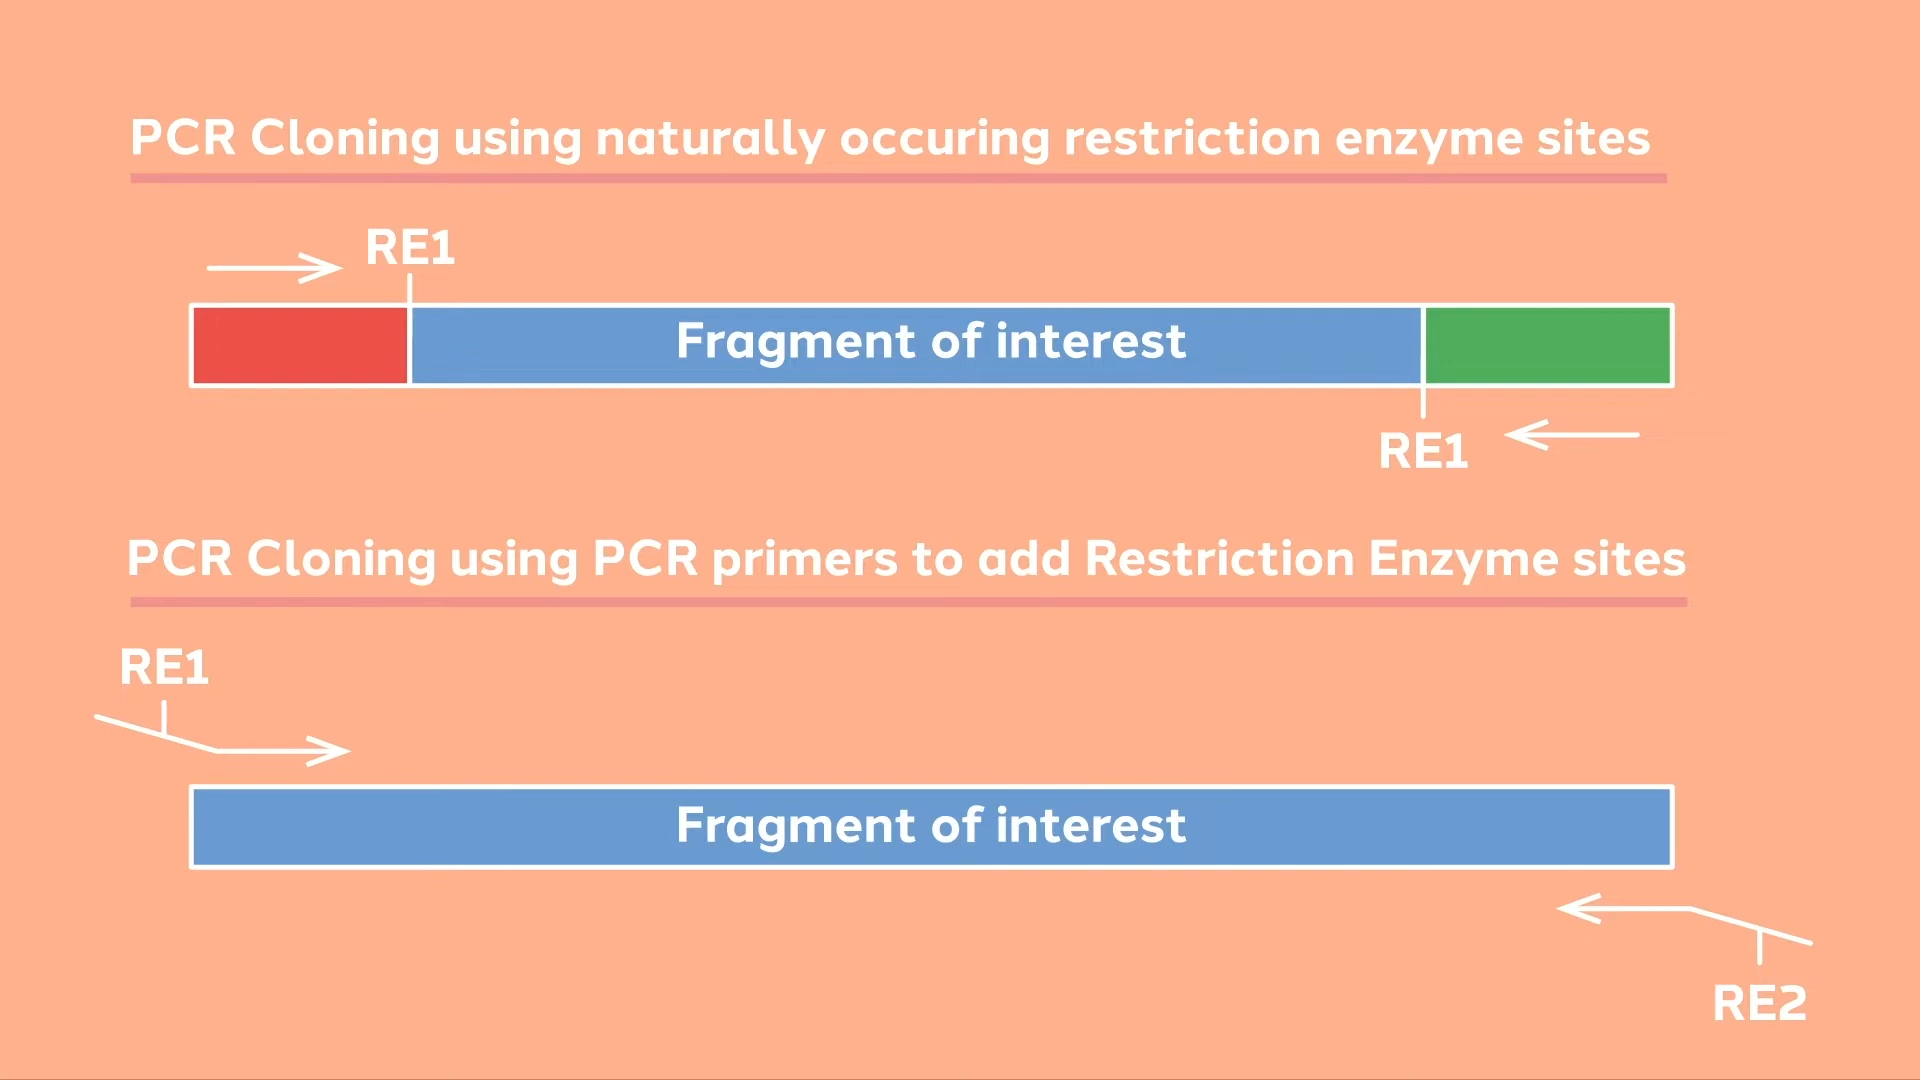 PCR Cloning using naturally occuring restriction enzyme sites
RE1
Fragment of interest
RE1
PCR Cloning using PCR primers to add Restriction Enzyme sites
RE1
Fragment of interest
RE2